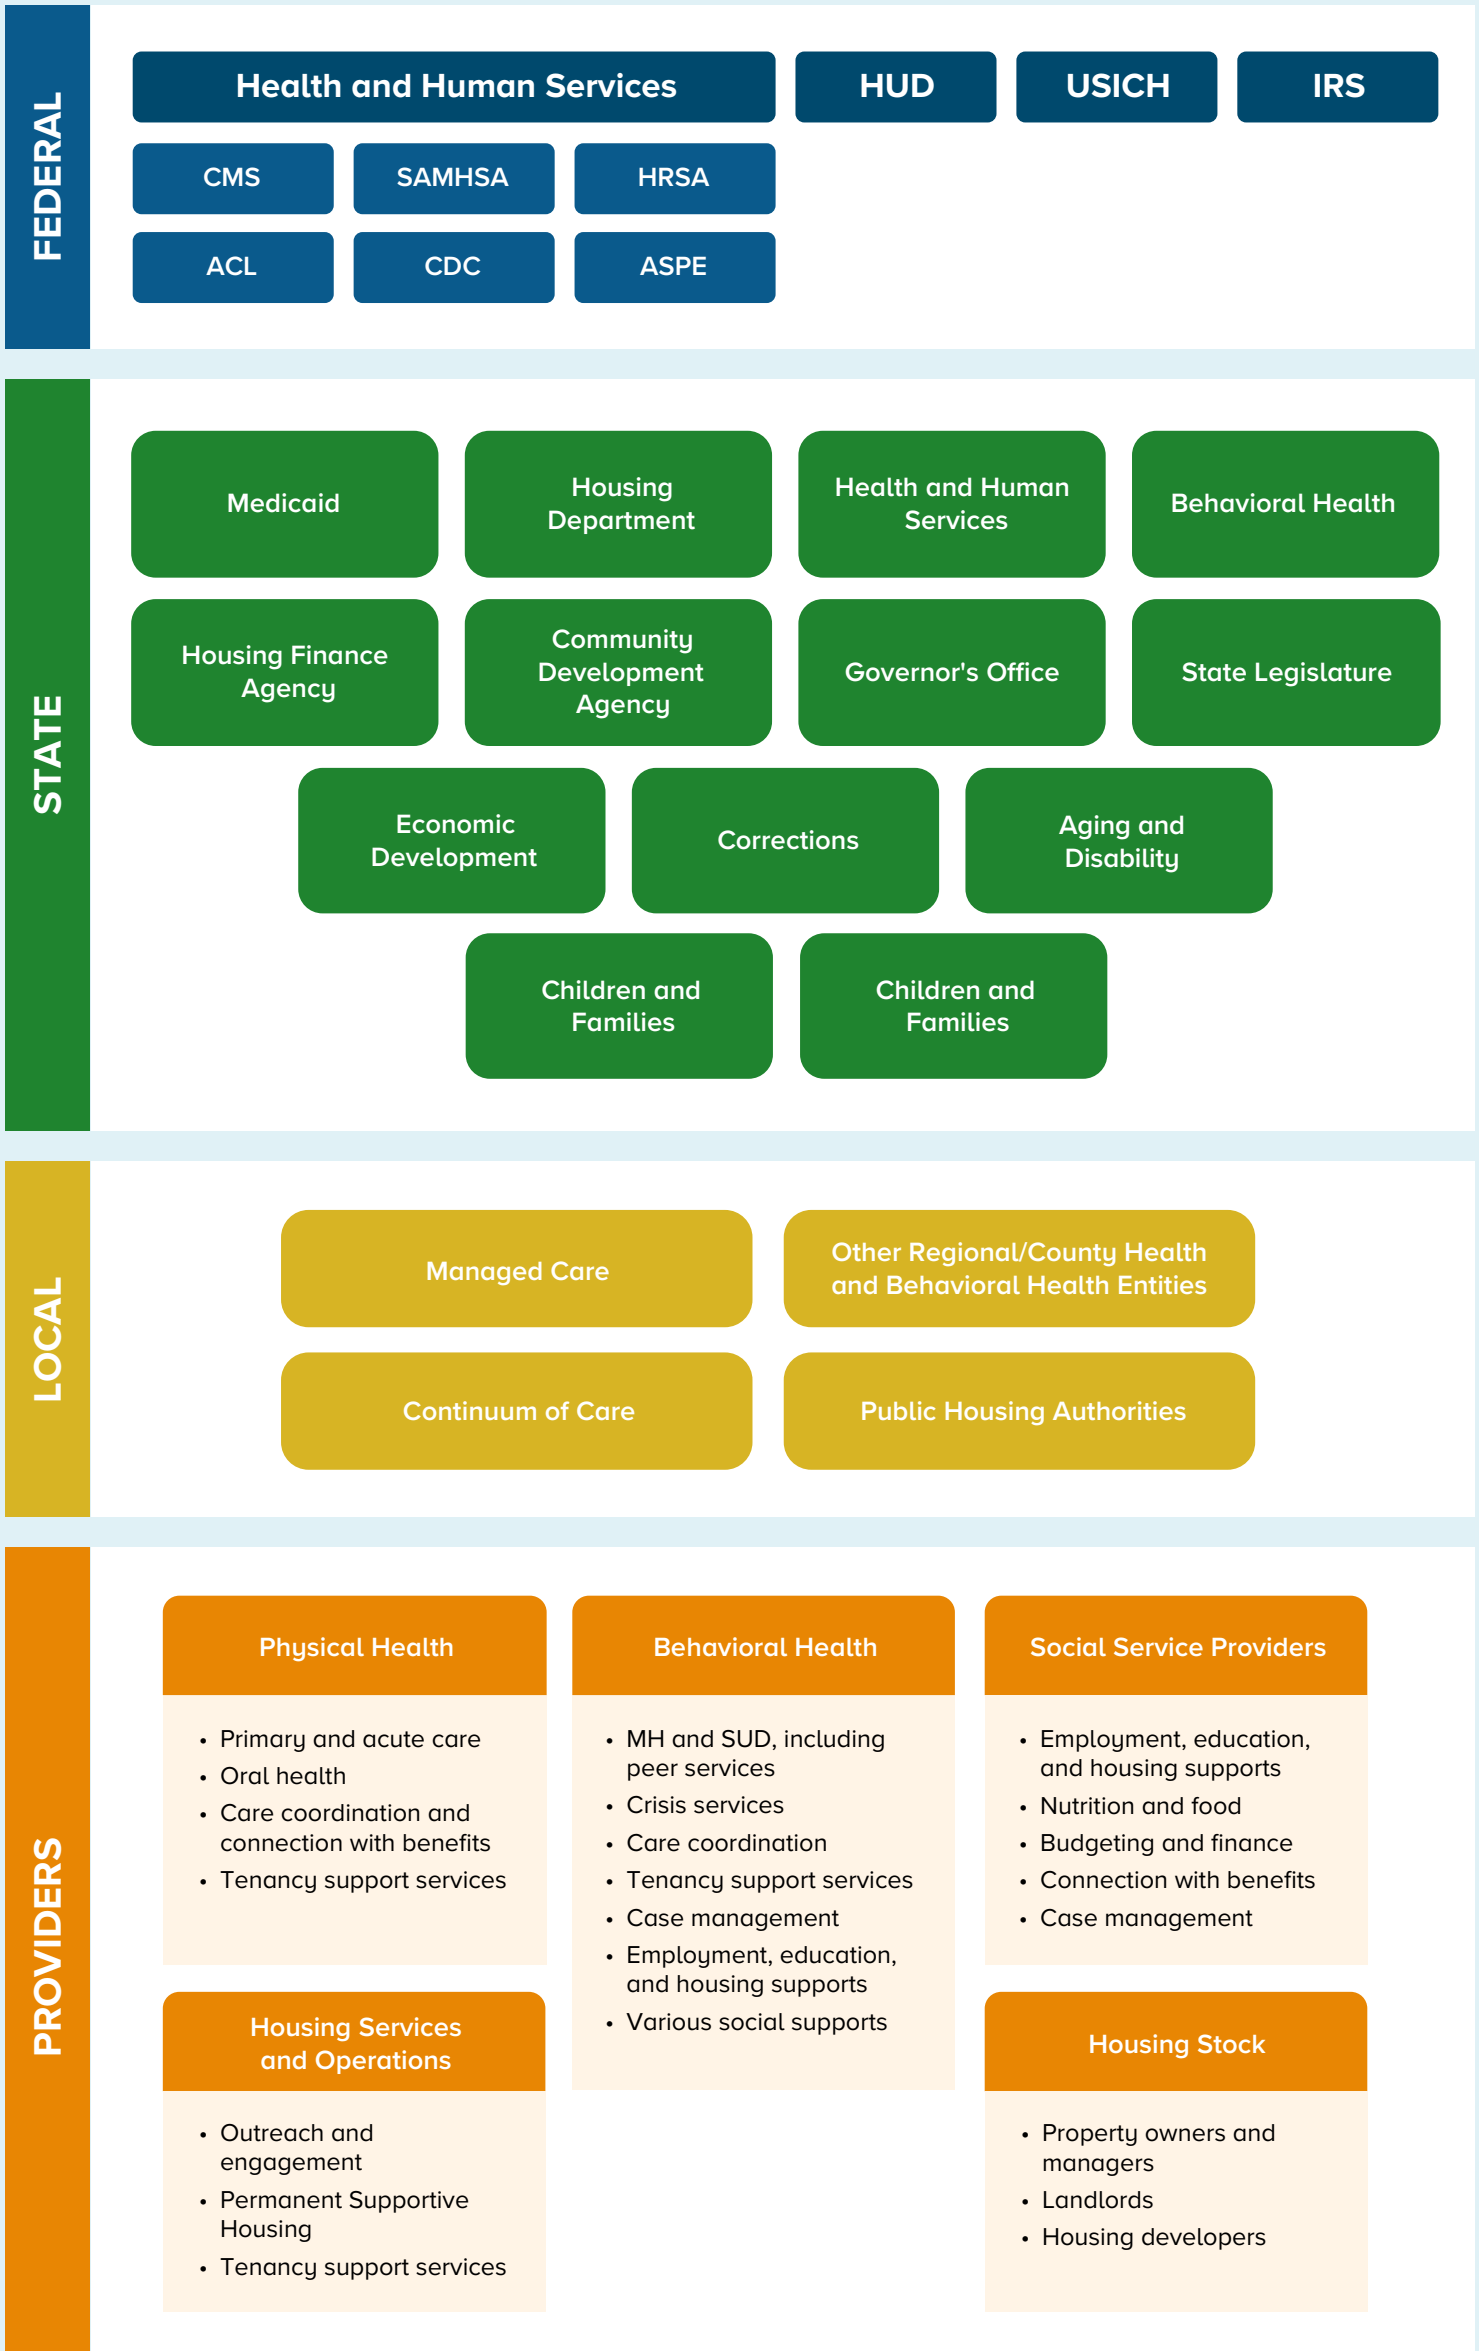 FEDERAL
Health and Human Services
HUD
USICH
IRS
CMS
SAMHSA
HRSA
ACL
CDC
ASPE
STATE
Medicaid
Housing
Department
Health and Human
Services
Behavioral Health
Housing Finance
Agency
Community
Development
Agency
Governor's Office
State Legislature
Economic
Development
Corrections
Aging and
Disability
Children and
Families
Children and
Families
LOCAL
Managed Care
Other Regional/County Health
and Behavioral Health Entities
Continuum of Care
Public Housing Authorities
PROVIDERS
Physical Health
• Primary and acute care
• Oral health
• Care coordination and
connection with benefits
• Tenancy support services
Behavioral Health
• MH and SUD, including
peer services
• Crisis services
• Care coordination
• Tenancy support services
• Case management
• Employment, education,
and housing supports
• Various social supports
Social Service Providers
• Employment, education,
and housing supports
• Nutrition and food
• Budgeting and finance
• Connection with benefits
• Case management
Housing Services
and Operations
• Outreach and
engagement
• Permanent Supportive
Housing
• Tenancy support services
Housing Stock
• Property owners and
managers
• Landlords
• Housing developers